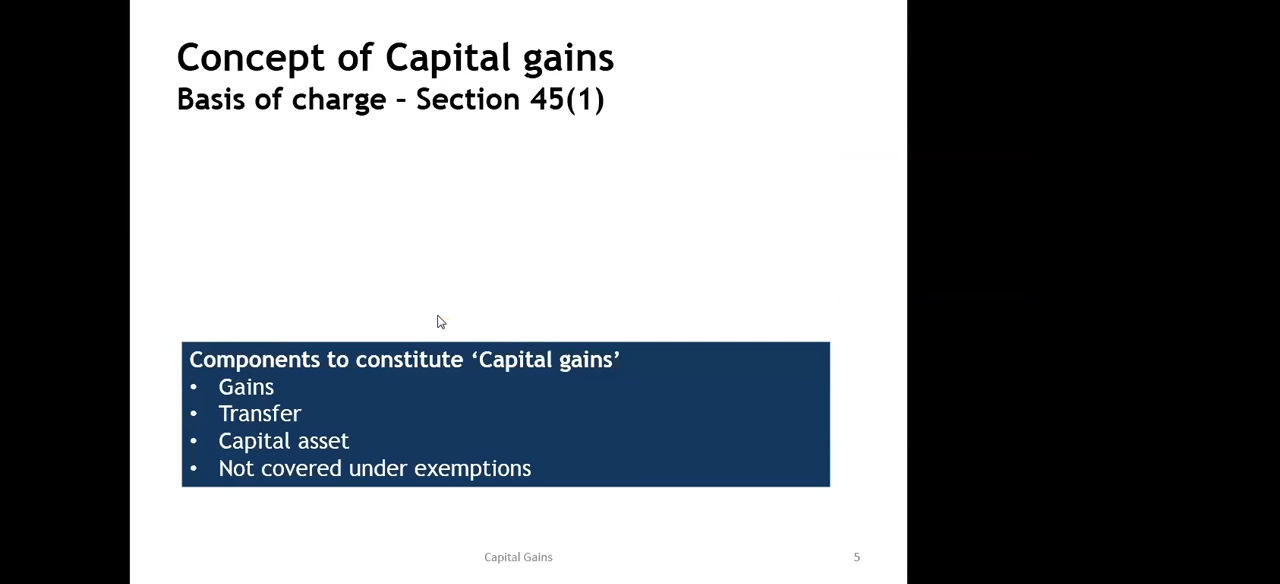 Concept of Capital gains
Basis of charge – Section 45(1)
Components to constitute ‘Capital gains’
• Gains
• Transfer
• Capital asset
• Not covered under exemptions
Capital Gains
5